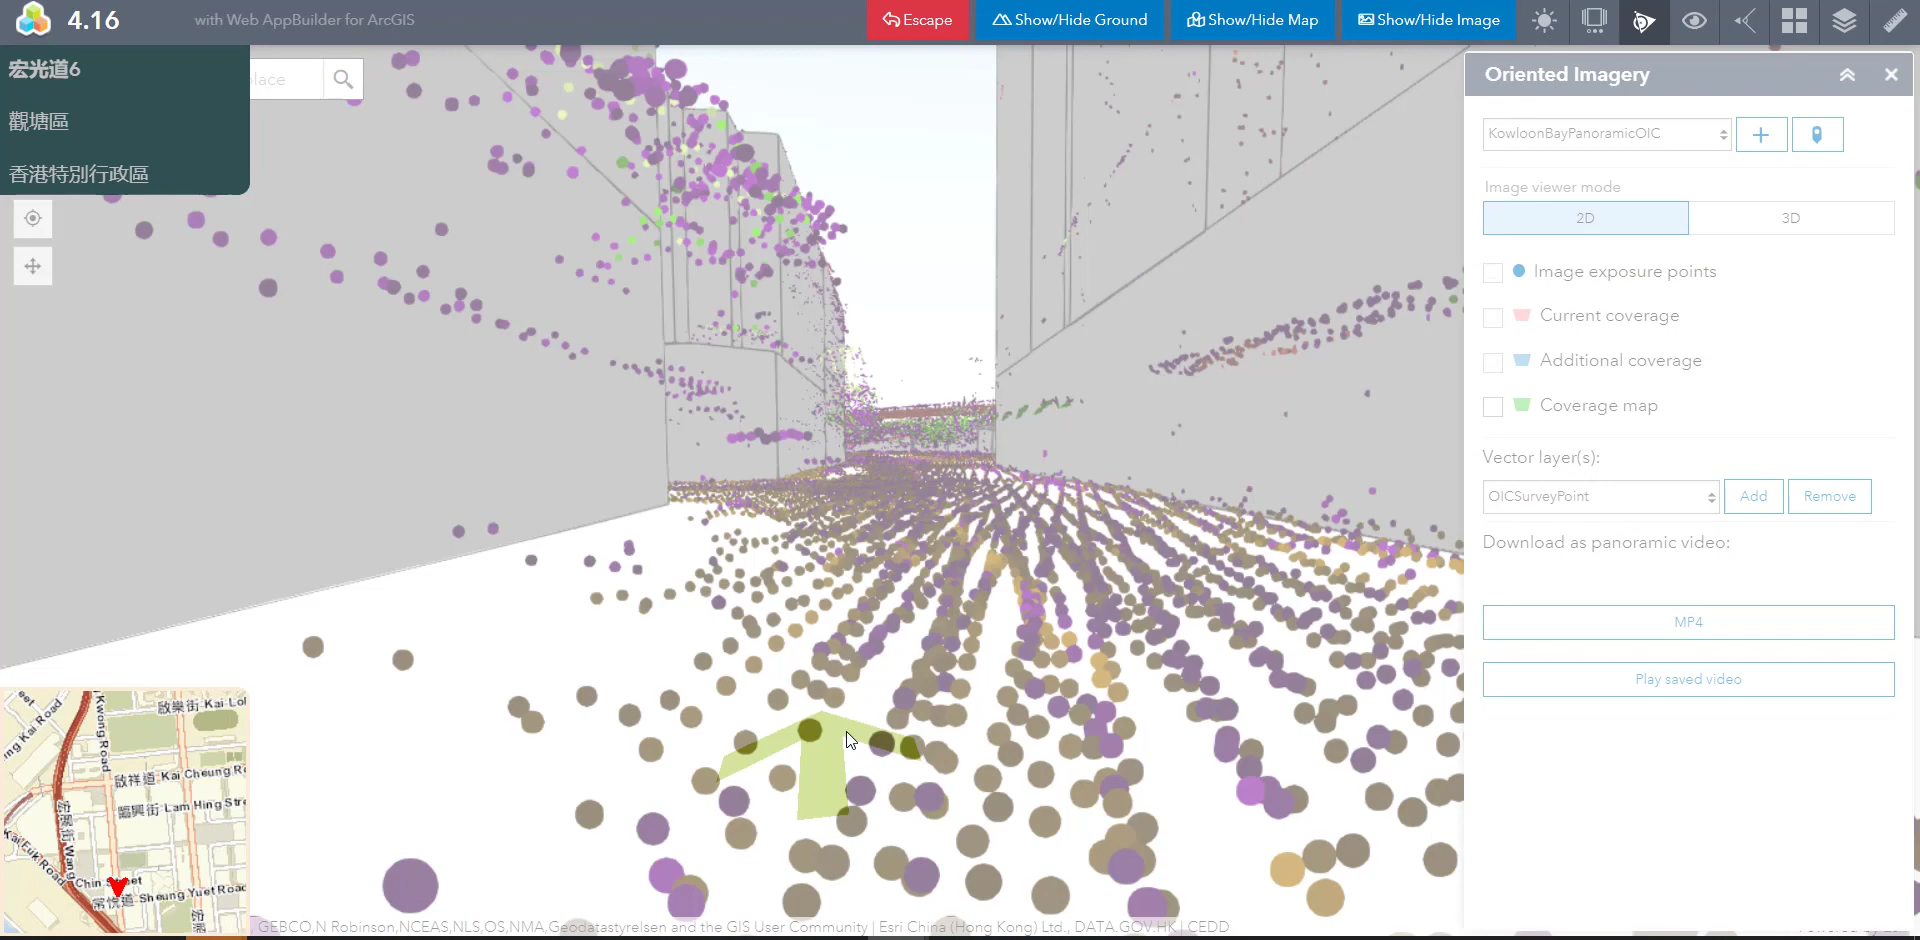 4.16
with Web AppBuilder for ArcGIS
Escape
Show/Hide Ground
Show/Hide Map
Show/Hide Image
宏光道6
觀塘區
香港特別行政區
lace
Oriented Imagery
KowloonBayPanoramicOIC
Image viewer mode
2D
3D
Image exposure points
Current coverage
Additional coverage
Coverage map
Vector layer(s):
OICSurveyPoint
Add
Remove
Download as panoramic video:
MP4
Play saved video
啟樂街 Kai Lo
Kwong Road
ng Kai Road
啟祥道 Kai Cheung R
臨興街 Lam Hing Stre
Kai Fuk Road
Wang
Chin Street
常悅道 Sheung Yuet Road
GEBCO,N Robinson,NCEAS,NLS,OS,NMA,Geodatastyrelsen and the GIS User Community | Esri China (Hong Kong) Ltd., DATA.GOV.HK | CEDD